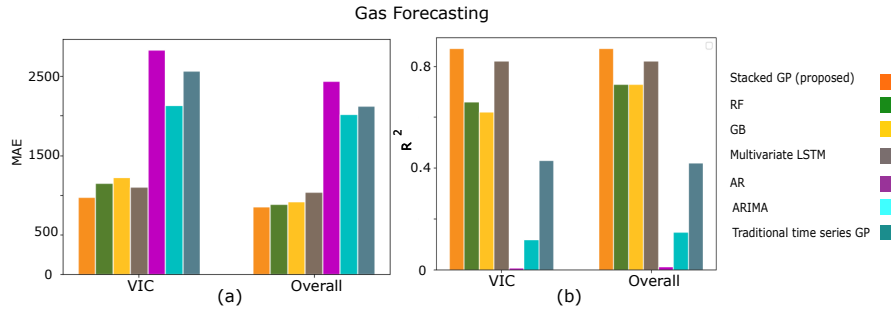 Gas Forecasting
MAE
2500
1500
500
0
VIC
Overall
(a)
R 2
0.8
0.4
0
VIC
Overall
(b)
Stacked GP (proposed)
RF
GB
Multivariate LSTM
AR
ARIMA
Traditional time series GP